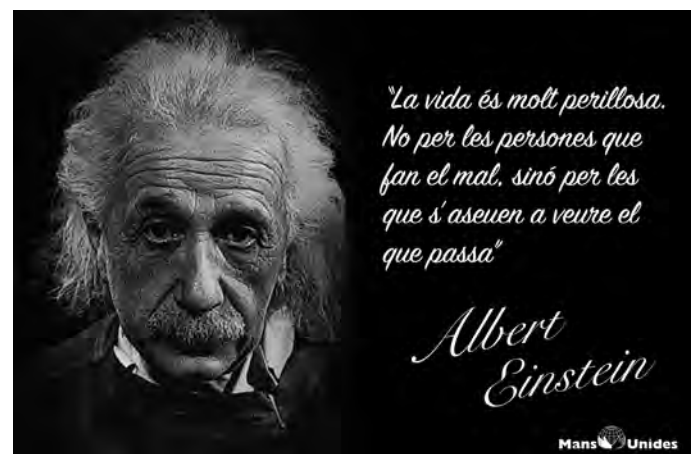 "La vida és molt perillosa.
No per les persones que
fan el mal, sinó per les
que s'aseuen a veure el
que passa"
Albert
Einstein
Mans Unides